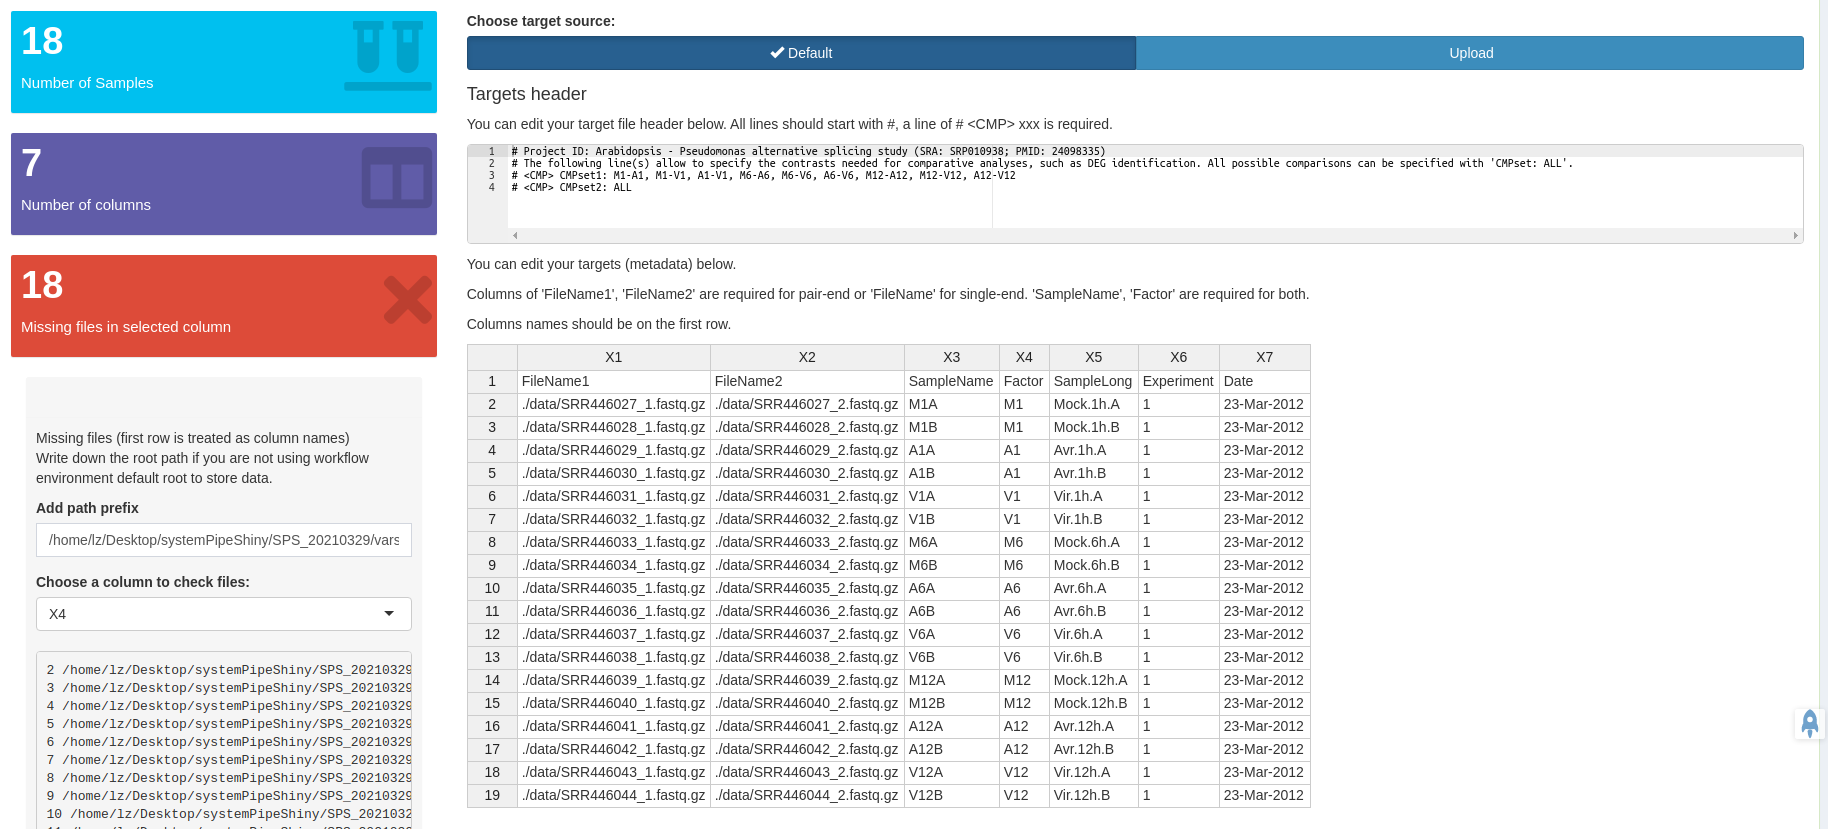 18
Number of Samples
7
Number of columns
18
Missing files in selected column
Missing files (first row is treated as column names)
Write down the root path if you are not using workflow
environment default root to store data.
Add path prefix
/home/lz/Desktop/systemPipeShiny/SPS_20210329/vars
Choose a column to check files:
X4
2 /home/lz/Desktop/systemPipeShiny/SPS_20210329
3 /home/lz/Desktop/systemPipeShiny/SPS_20210329
4 /home/lz/Desktop/systemPipeShiny/SPS_20210329
5 /home/lz/Desktop/systemPipeShiny/SPS_20210329
6 /home/lz/Desktop/systemPipeShiny/SPS_20210329
7 /home/lz/Desktop/systemPipeShiny/SPS_20210329
8 /home/lz/Desktop/systemPipeShiny/SPS_20210329
9 /home/lz/Desktop/systemPipeShiny/SPS_20210329
10 /home/lz/Desktop/systemPipeShiny/SPS_2021032
Choose target source:
Default Upload
Targets header
You can edit your target file header below. All lines should start with #, a line of # <CMP> xxx is required.
1 # Project ID: Arabidopsis - Pseudomonas alternative splicing study (SRA: SRP010938; PMID: 24098335)
2 # The following line(s) allow to specify the contrasts needed for comparative analyses, such as DEG identification. All possible comparisons can be specified with 'CMPset: ALL'.
3 # <CMP> CMPset1: M1-A1, M1-V1, A1-V1, M6-A6, M6-V6, A6-V6, M12-A12, M12-V12, A12-V12
4 # <CMP> CMPset2: ALL
You can edit your targets (metadata) below.
Columns of 'FileName1', 'FileName2' are required for pair-end or 'FileName' for single-end. 'SampleName', 'Factor' are required for both.
Columns names should be on the first row.
X1 X2 X3 X4 X5 X6 X7
1 FileName1 FileName2 SampleName Factor SampleLong Experiment Date
2 ./data/SRR446027_1.fastq.gz ./data/SRR446027_2.fastq.gz M1A M1 Mock.1h.A 1 23-Mar-2012
3 ./data/SRR446028_1.fastq.gz ./data/SRR446028_2.fastq.gz M1B M1 Mock.1h.B 1 23-Mar-2012
4 ./data/SRR446029_1.fastq.gz ./data/SRR446029_2.fastq.gz A1A A1 Avr.1h.A 1 23-Mar-2012
5 ./data/SRR446030_1.fastq.gz ./data/SRR446030_2.fastq.gz A1B A1 Avr.1h.B 1 23-Mar-2012
6 ./data/SRR446031_1.fastq.gz ./data/SRR446031_2.fastq.gz V1A V1 Vir.1h.A 1 23-Mar-2012
7 ./data/SRR446032_1.fastq.gz ./data/SRR446032_2.fastq.gz V1B V1 Vir.1h.B 1 23-Mar-2012
8 ./data/SRR446033_1.fastq.gz ./data/SRR446033_2.fastq.gz M6A M6 Mock.6h.A 1 23-Mar-2012
9 ./data/SRR446034_1.fastq.gz ./data/SRR446034_2.fastq.gz M6B M6 Mock.6h.B 1 23-Mar-2012
10 ./data/SRR446035_1.fastq.gz ./data/SRR446035_2.fastq.gz A6A A6 Avr.6h.A 1 23-Mar-2012
11 ./data/SRR446036_1.fastq.gz ./data/SRR446036_2.fastq.gz A6B A6 Avr.6h.B 1 23-Mar-2012
12 ./data/SRR446037_1.fastq.gz ./data/SRR446037_2.fastq.gz V6A V6 Vir.6h.A 1 23-Mar-2012
13 ./data/SRR446038_1.fastq.gz ./data/SRR446038_2.fastq.gz V6B V6 Vir.6h.B 1 23-Mar-2012
14 ./data/SRR446039_1.fastq.gz ./data/SRR446039_2.fastq.gz M12A M12 Mock.12h.A 1 23-Mar-2012
15 ./data/SRR446040_1.fastq.gz ./data/SRR446040_2.fastq.gz M12B M12 Mock.12h.B 1 23-Mar-2012
16 ./data/SRR446041_1.fastq.gz ./data/SRR446041_2.fastq.gz A12A A12 Avr.12h.A 1 23-Mar-2012
17 ./data/SRR446042_1.fastq.gz ./data/SRR446042_2.fastq.gz A12B A12 Avr.12h.B 1 23-Mar-2012
18 ./data/SRR446043_1.fastq.gz ./data/SRR446043_2.fastq.gz V12A V12 Vir.12h.A 1 23-Mar-2012
19 ./data/SRR446044_1.fastq.gz ./data/SRR446044_2.fastq.gz V12B V12 Vir.12h.B 1 23-Mar-2012